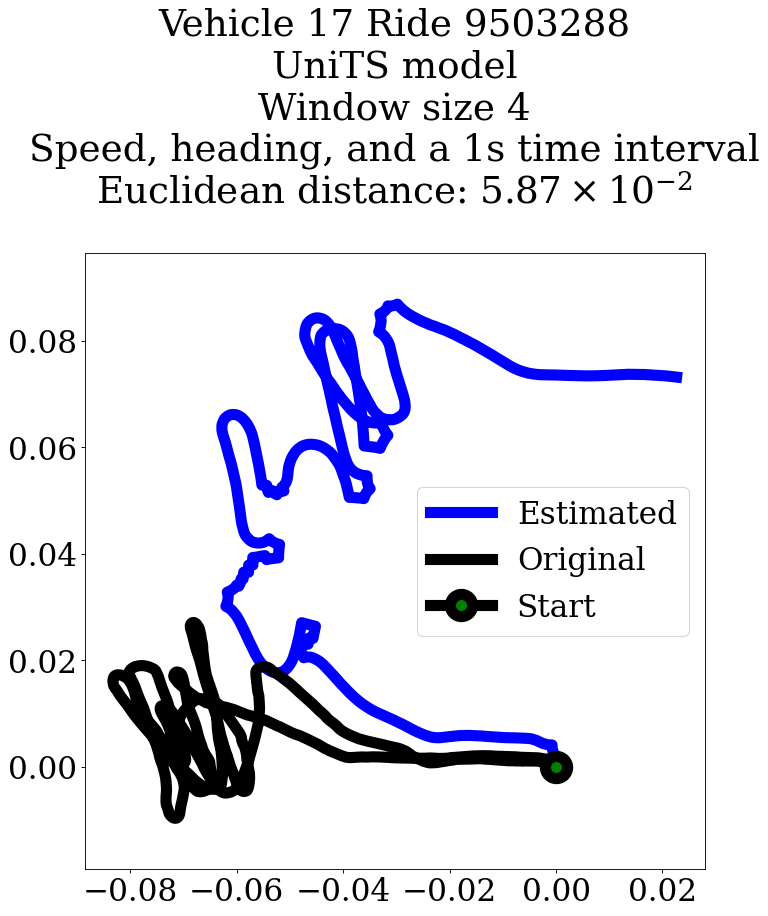 Vehicle 17 Ride 9503288
UniTS model
Window size 4
Speed, heading, and a 1s time interval
Euclidean distance: 5.87 × 10⁻²
0.08
0.06
0.04
0.02
0.00
Estimated
Original
Start
−0.08 −0.06 −0.04 −0.02 0.00 0.02